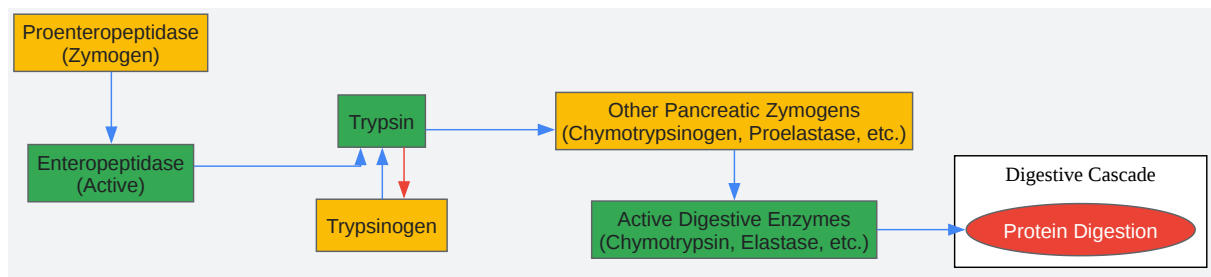 Proenteropeptidase
(Zymogen)
Enteropeptidase
(Active)
Trypsin
Trypsinogen
Other Pancreatic Zymogens
(Chymotrypsinogen, Proelastase, etc.)
Active Digestive Enzymes
(Chymotrypsin, Elastase, etc.)
Digestive Cascade
Protein Digestion